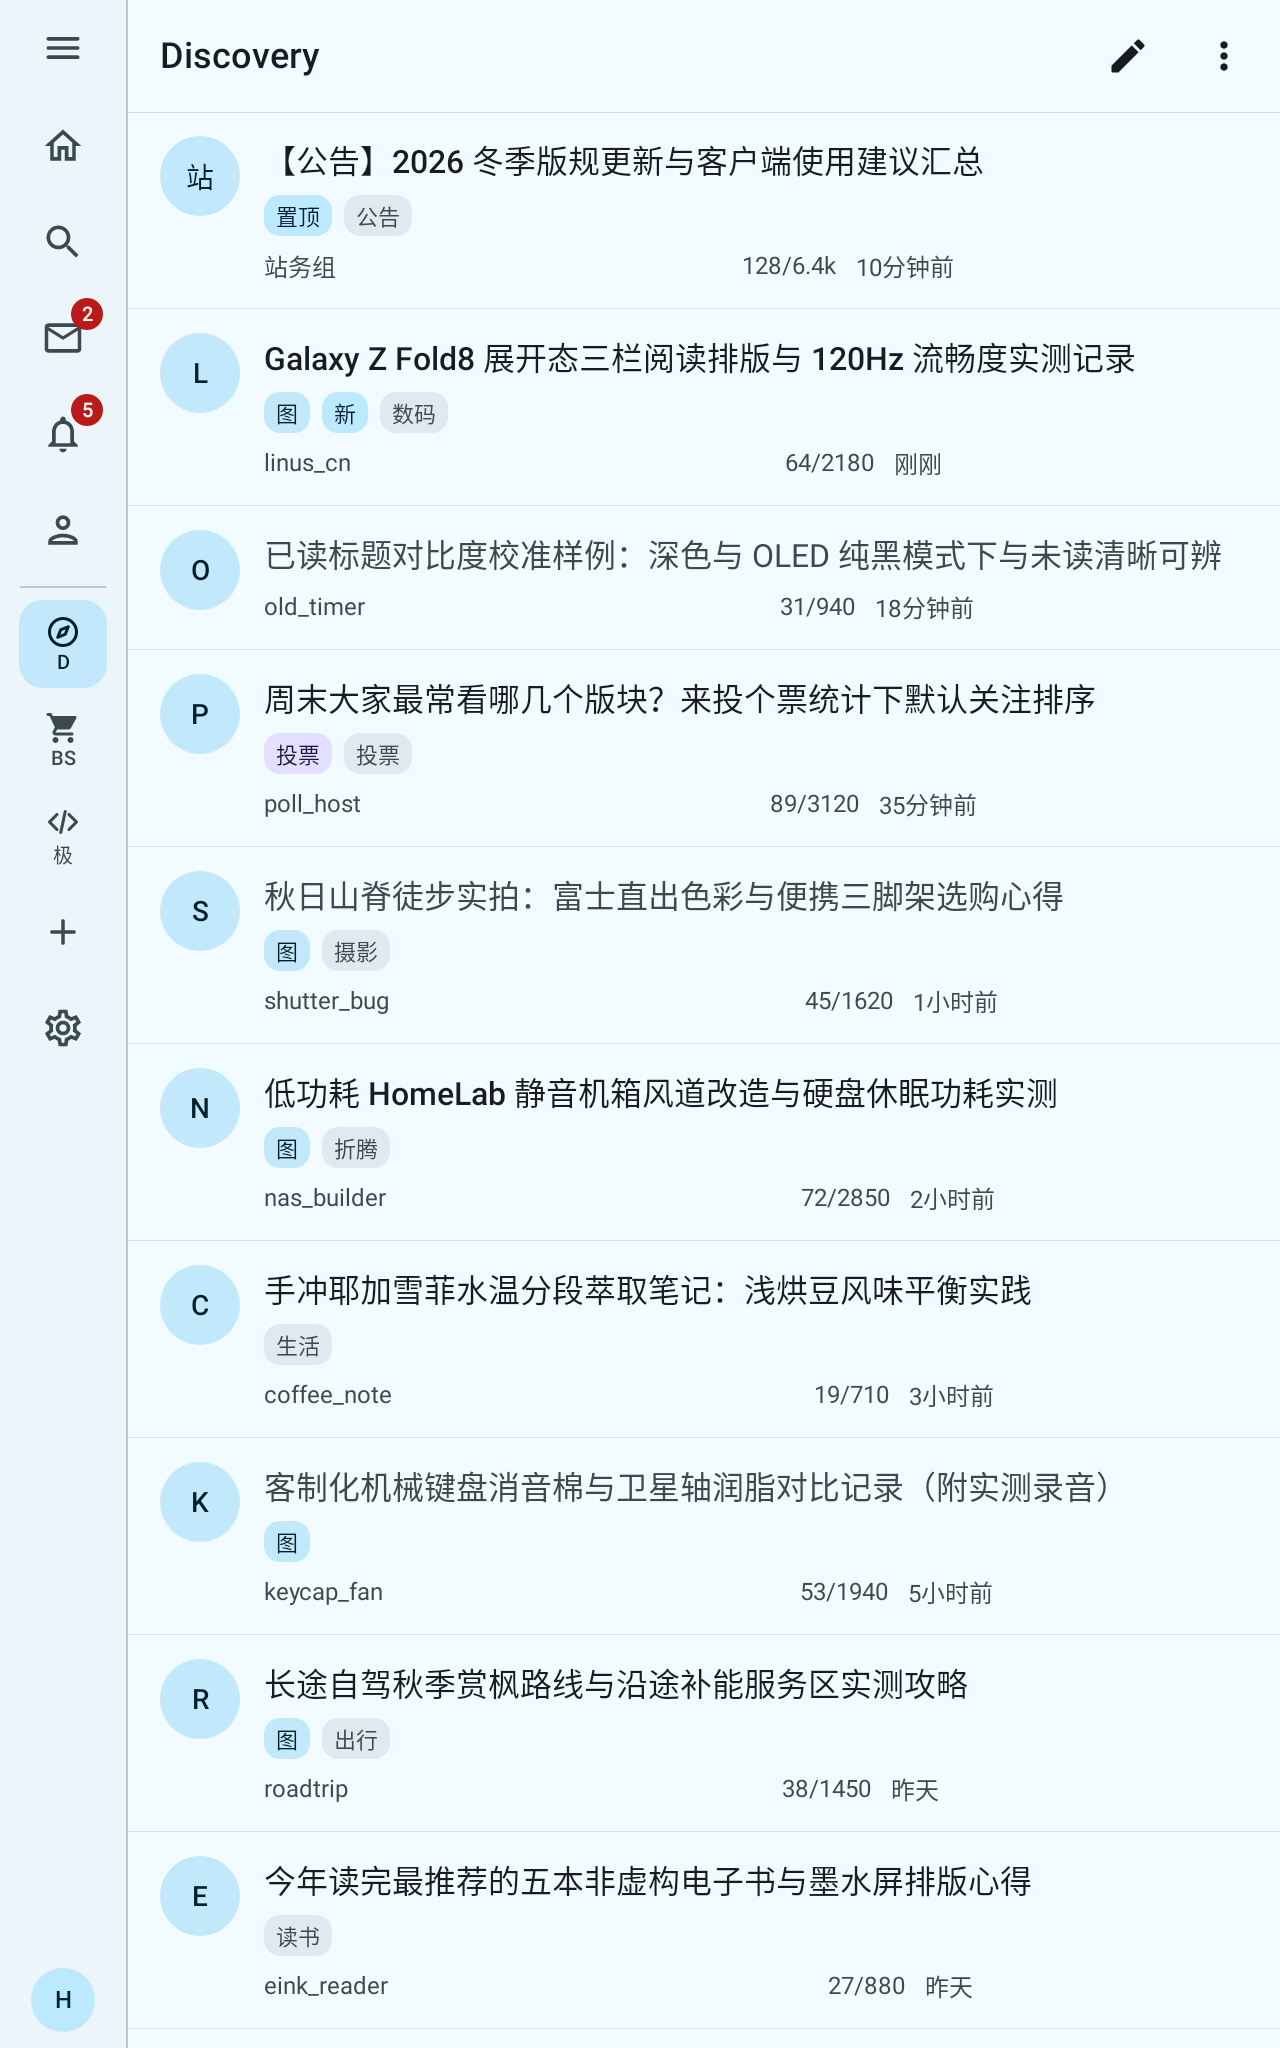 Discovery
2
5
D
BS
极
H
站
【公告】2026 冬季版规更新与客户端使用建议汇总
置顶 公告
站务组 128/6.4k 10分钟前
L
Galaxy Z Fold8 展开态三栏阅读排版与 120Hz 流畅度实测记录
图 新 数码
linus_cn 64/2180 刚刚
O
已读标题对比度校准样例：深色与 OLED 纯黑模式下与未读清晰可辨
old_timer 31/940 18分钟前
P
周末大家最常看哪几个版块？来投个票统计下默认关注排序
投票 投票
poll_host 89/3120 35分钟前
S
秋日山脊徒步实拍：富士直出色彩与便携三脚架选购心得
图 摄影
shutter_bug 45/1620 1小时前
N
低功耗 HomeLab 静音机箱风道改造与硬盘休眠功耗实测
图 折腾
nas_builder 72/2850 2小时前
C
手冲耶加雪菲水温分段萃取笔记：浅烘豆风味平衡实践
生活
coffee_note 19/710 3小时前
K
客制化机械键盘消音棉与卫星轴润脂对比记录（附实测录音）
图
keycap_fan 53/1940 5小时前
R
长途自驾秋季赏枫路线与沿途补能服务区实测攻略
图 出行
roadtrip 38/1450 昨天
E
今年读完最推荐的五本非虚构电子书与墨水屏排版心得
读书
eink_reader 27/880 昨天